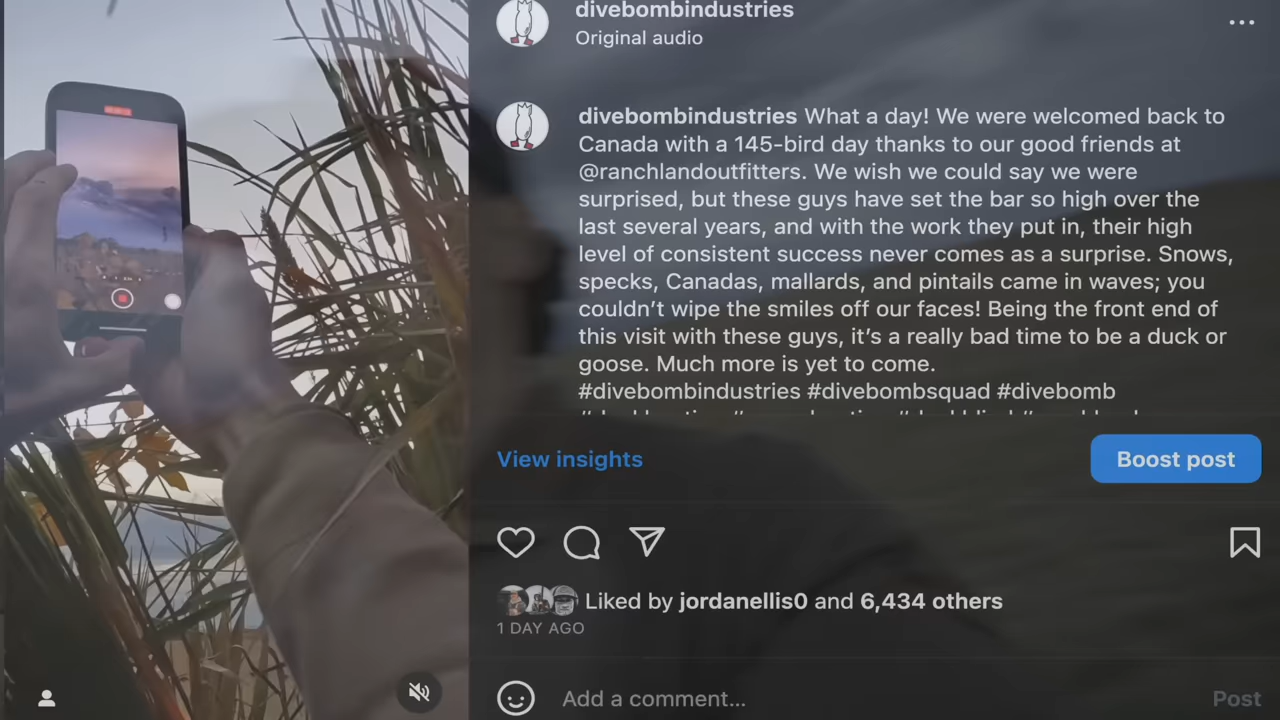 divebombindustries
Original audio
divebombindustries What a day! We were welcomed back to
Canada with a 145-bird day thanks to our good friends at
@ranchlandoutfitters. We wish we could say we were
surprised, but these guys have set the bar so high over the
last several years, and with the work they put in, their high
level of consistent success never comes as a surprise. Snows,
specks, Canadas, mallards, and pintails came in waves; you
couldn't wipe the smiles off our faces! Being the front end of
this visit with these guys, it's a really bad time to be a duck or
goose. Much more is yet to come.
#divebombindustries #divebombsquad #divebomb
View insights
Boost post
Liked by jordanellis0 and 6,434 others
1 DAY AGO
Add a comment...
Post